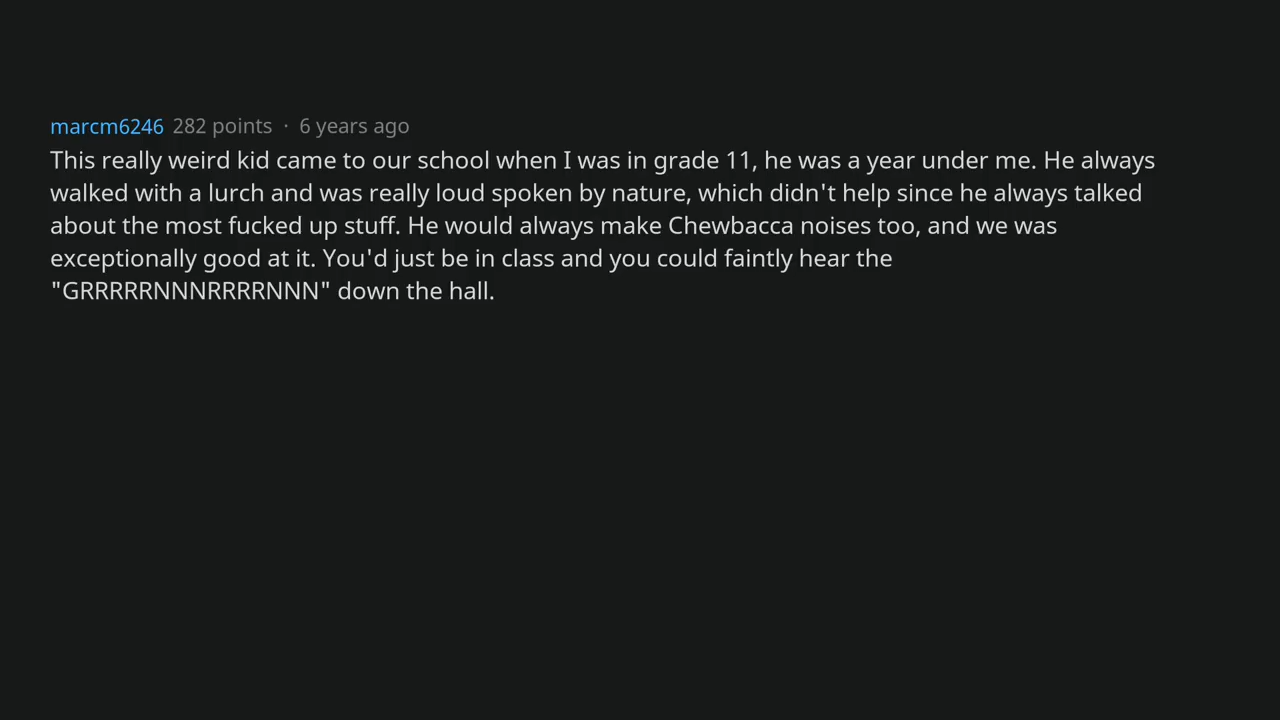 marcm6246 282 points · 6 years ago
This really weird kid came to our school when I was in grade 11, he was a year under me. He always
walked with a lurch and was really loud spoken by nature, which didn't help since he always talked
about the most fucked up stuff. He would always make Chewbacca noises too, and we was
exceptionally good at it. You'd just be in class and you could faintly hear the
"GRRRRRNNNRRRRNNN" down the hall.